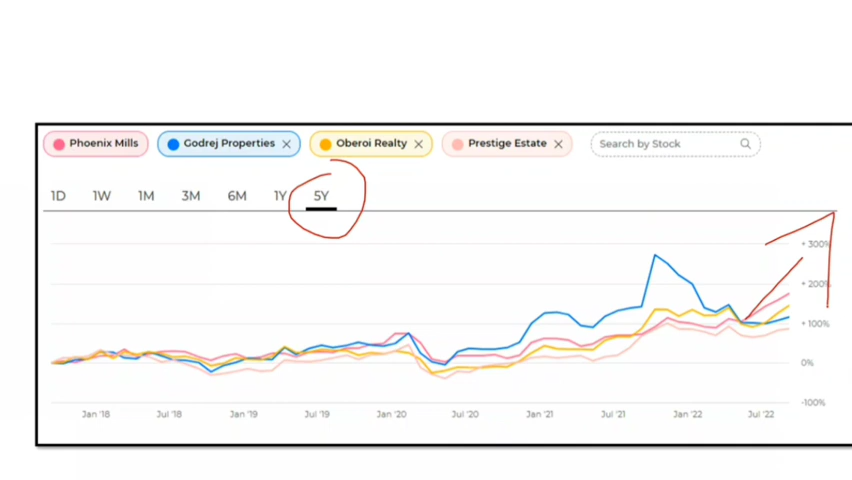 Phoenix Mills Godrej Properties Oberoi Realty Prestige Estate Search by Stock
1D 1W 1M 3M 6M 1Y 5Y
+ 300%
+ 200%
+ 100%
0%
-100%
Jan '18 Jul '18 Jan '19 Jul '19 Jan '20 Jul '20 Jan '21 Jul '21 Jan '22 Jul '22